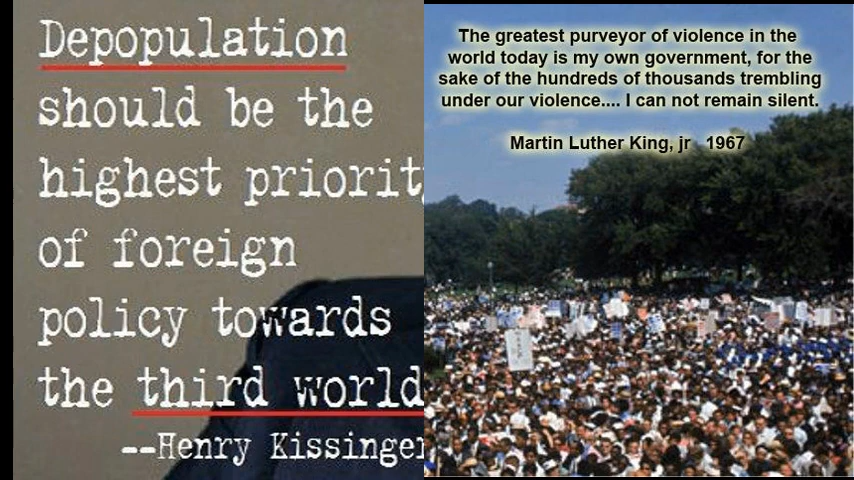 Depopulation
should be the
highest priorit
of foreign
policy towards
the third world
--Henry Kissinger
The greatest purveyor of violence in the
world today is my own government, for the
sake of the hundreds of thousands trembling
under our violence.... I can not remain silent.
Martin Luther King, jr 1967